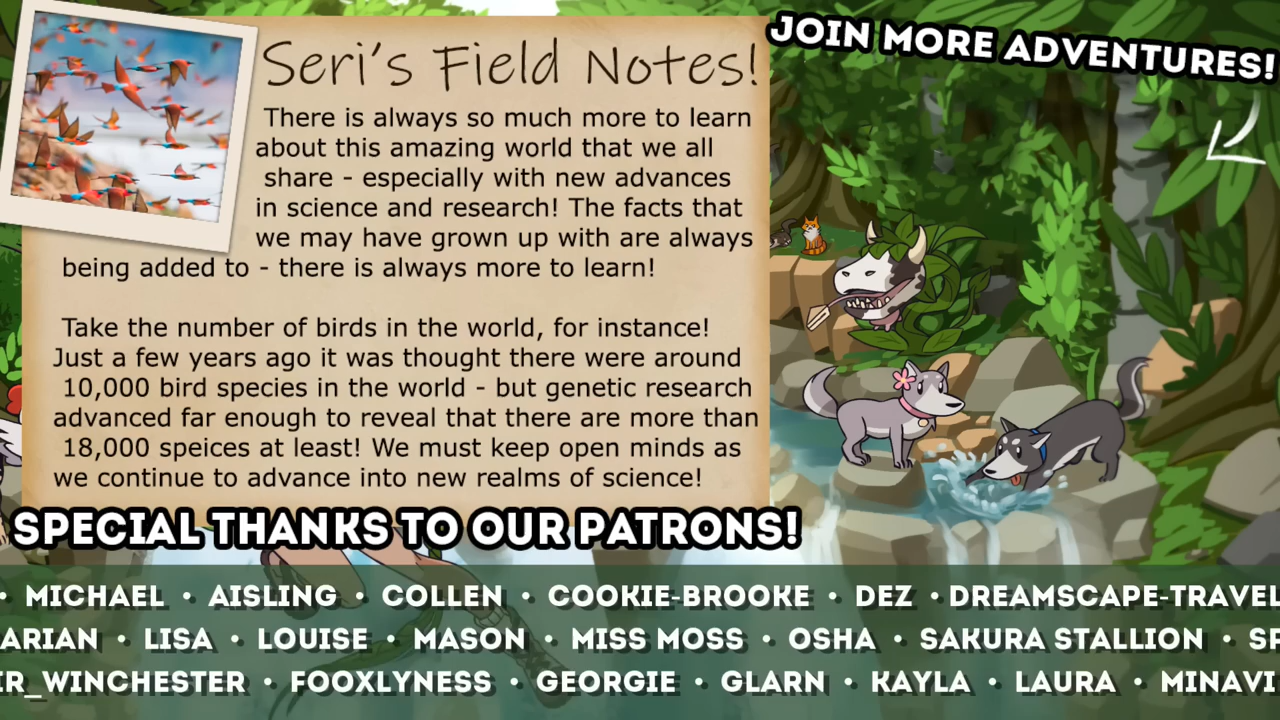 Seri's Field Notes!
There is always so much more to learn
about this amazing world that we all
share - especially with new advances
in science and research! The facts that
we may have grown up with are always
being added to - there is always more to learn!
Take the number of birds in the world, for instance!
Just a few years ago it was thought there were around
10,000 bird species in the world - but genetic research
advanced far enough to reveal that there are more than
18,000 speices at least! We must keep open minds as
we continue to advance into new realms of science!
JOIN MORE ADVENTURES!
SPECIAL THANKS TO OUR PATRONS!
• MICHAEL • AISLING • COLLEN • COOKIE-BROOKE • DEZ • DREAMSCAPE-TRAVEL
ARIAN • LISA • LOUISE • MASON • MISS MOSS • OSHA • SAKURA STALLION • SP
IR_WINCHESTER • FOOXLYNESS • GEORGIE • GLARN • KAYLA • LAURA • MINAVI